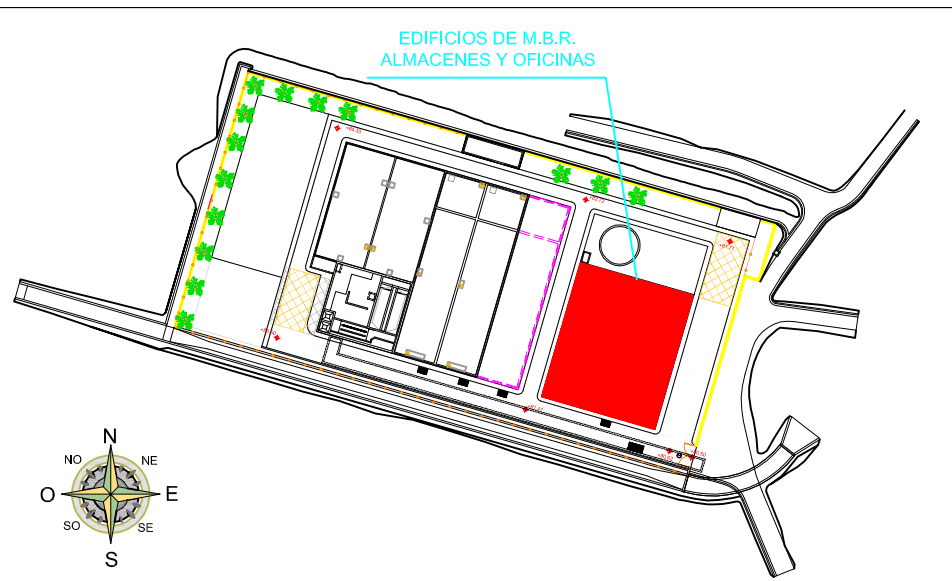 EDIFICIOS DE M.B.R.
ALMACENES Y OFICINAS
N
NO
NE
O
E
SO
SE
S